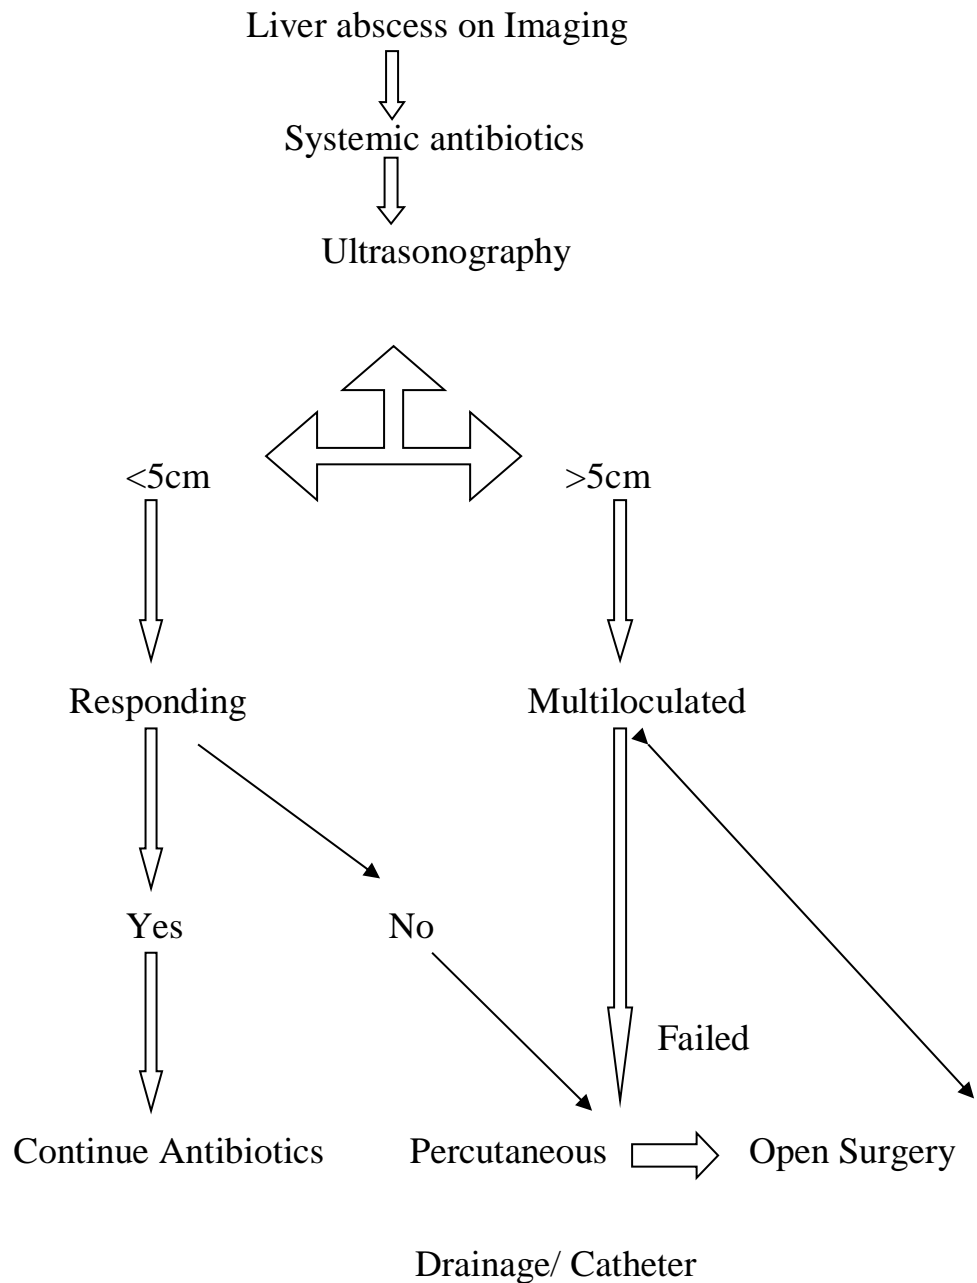 Liver abscess on Imaging
Systemic antibiotics
Ultrasonography
<5cm
>5cm
Responding
Multiloculated
Yes
No
Failed
Continue Antibiotics
Percutaneous
Open Surgery
Drainage/ Catheter